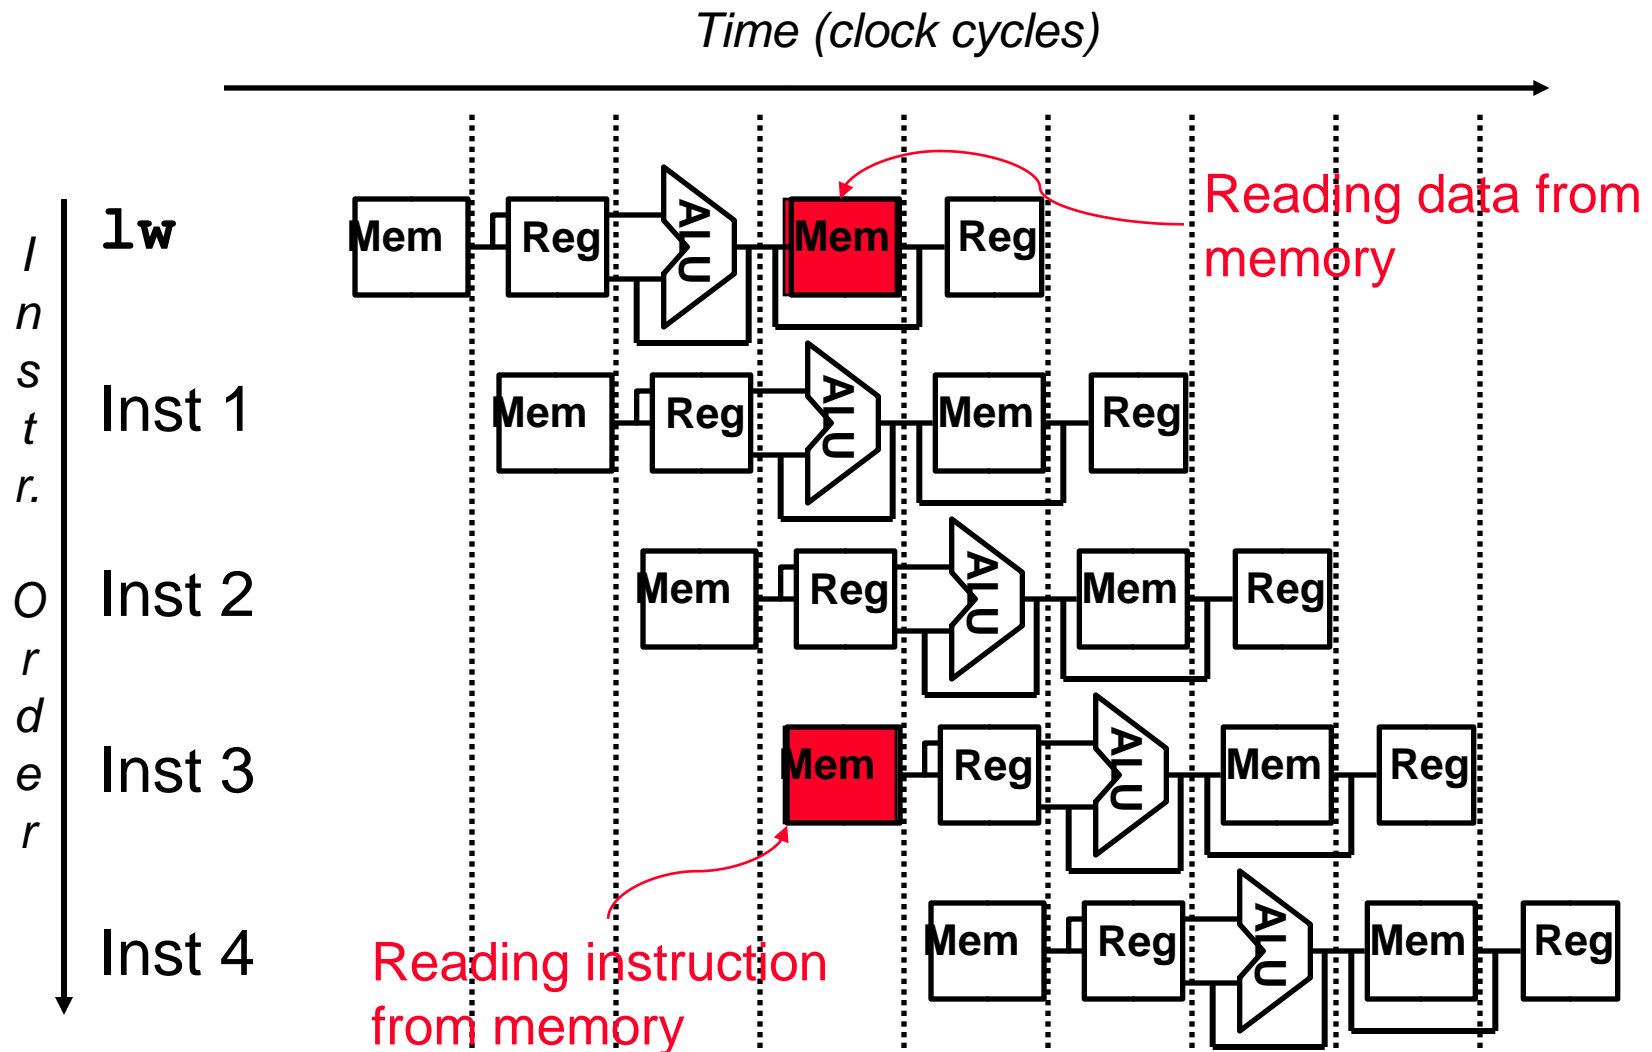 Time (clock cycles)
Instr. Order
lw Mem Reg ALU Mem Reg
Reading data from
memory
Inst 1 Mem Reg ALU Mem Reg
Inst 2 Mem Reg ALU Mem Reg
Inst 3 Mem Reg ALU Mem Reg
Inst 4 Mem Reg ALU Mem Reg
Reading instruction
from memory